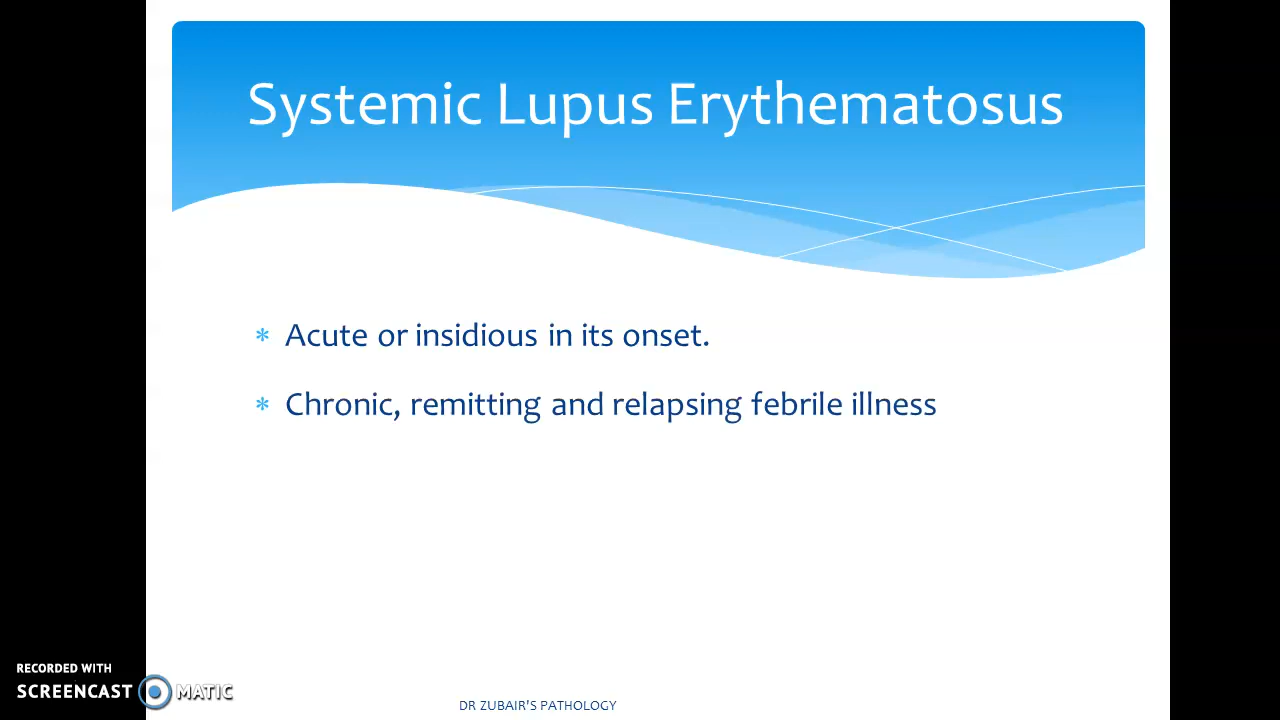 Systemic Lupus Erythematosus
* Acute or insidious in its onset.
* Chronic, remitting and relapsing febrile illness
RECORDED WITH
SCREENCAST MATIC
DR ZUBAIR'S PATHOLOGY